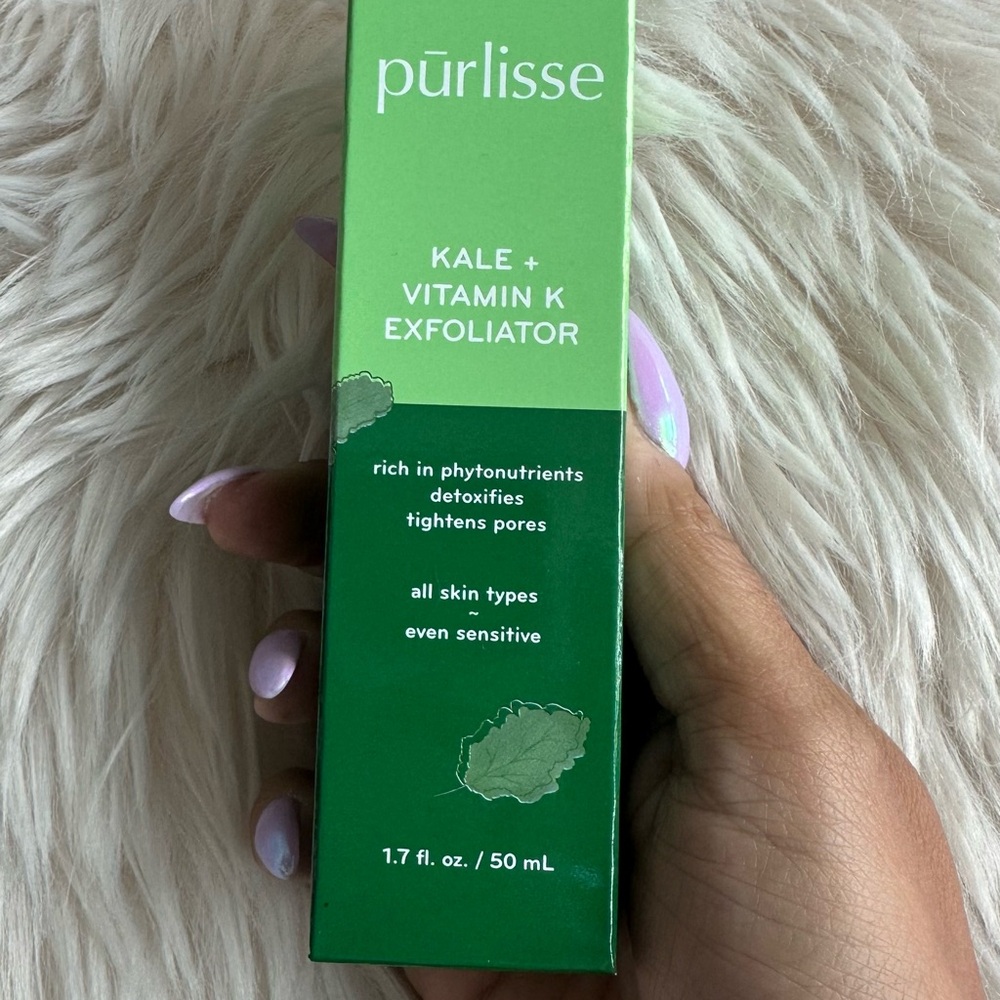 pūrlisse
KALE +
VITAMIN K
EXFOLIATOR
rich in phytonutrients
detoxifies
tightens pores
all skin types
~
even sensitive
1.7 fl. oz. / 50 mL